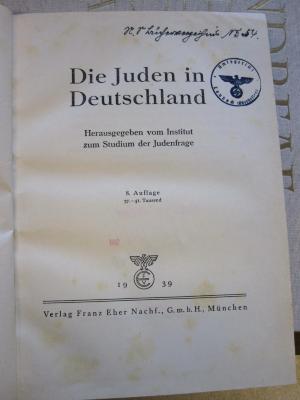 Die Juden in
Deutschland
Herausgegeben vom Institut
zum Studium der Judenfrage
8. Auflage
37.–41. Tausend
19 39
Verlag Franz Eher Nachf., G.m.b.H., München